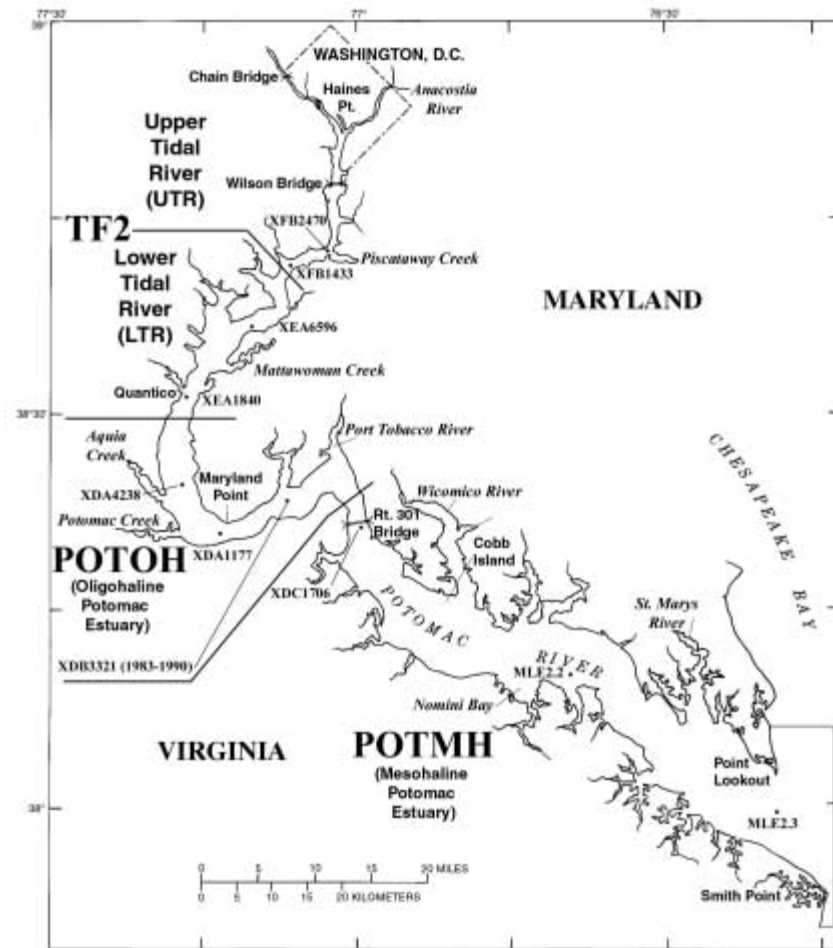 77°30'
77°
39°
WASHINGTON, D.C.
Chain Bridge
Haines
Pt.
Anacostia
River
Upper
Tidal
River
(UTR)
Wilson Bridge
XFB2470
TF2
Piscataway Creek
Lower
Tidal
River
(LTR)
XFB1433
MARYLAND
XEA6596
Mattawoman Creek
Quantico
XEA1840
38°30'
Port Tobacco River
Aquia
Creek
Maryland
Point
XDA4238
Wicomico River
CHESAPEAKE BAY
Potomac Creek
Rt. 301
Bridge
Cobb
Island
XDA1177
POTOH
(Oligohaline
Potomac
Estuary)
XDC1706
POTOMAC
St. Marys
River
RIVER
XDB3321 (1983-1990)
MLE2.2
Nomini Bay
VIRGINIA
POTMH
(Mesohaline
Potomac
Estuary)
Point
Lookout
38°
MLE2.3
0 5 10 15 20 MILES
0 5 10 15 20 KILOMETERS
Smith Point